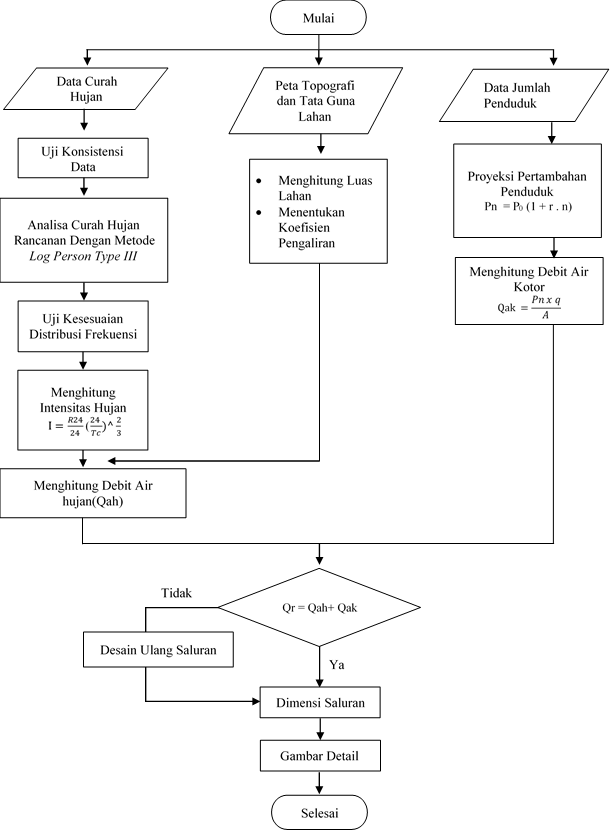 Mulai
Data Curah
Hujan
Peta Topografi
dan Tata Guna
Lahan
Data Jumlah
Penduduk
Uji Konsistensi
Data
• Menghitung Luas
Lahan
• Menentukan
Koefisien
Pengaliran
Proyeksi Pertambahan
Penduduk
Pn = P₀ (1 + r . n)
Analisa Curah Hujan
Rancanan Dengan Metode
Log Person Type III
Menghitung Debit Air
Kotor
Qak = Pn x q / A
Uji Kesesuaian
Distribusi Frekuensi
Menghitung
Intensitas Hujan
I = R24/24 (24/Tc)^ 2/3
Menghitung Debit Air
hujan(Qah)
Qr = Qah+ Qak
Tidak
Desain Ulang Saluran
Ya
Dimensi Saluran
Gambar Detail
Selesai